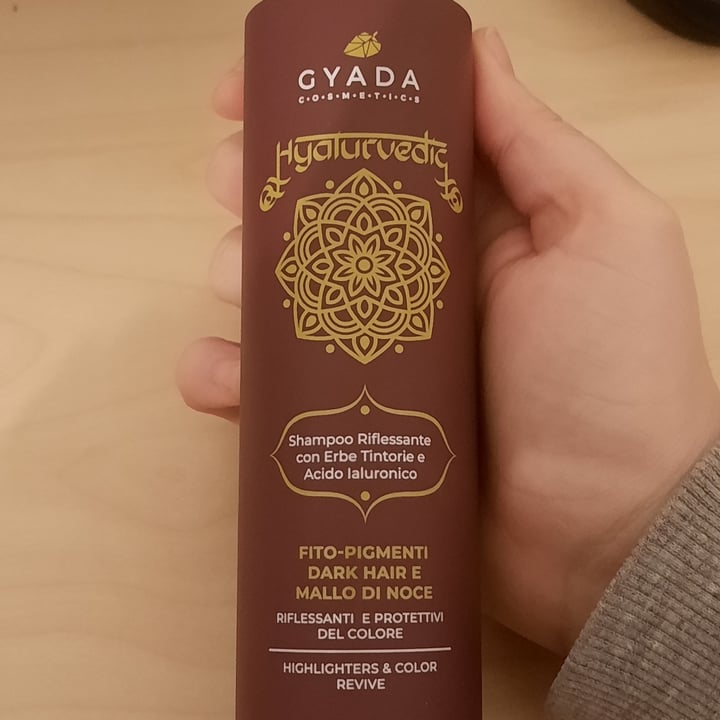 GYADA
C•O•S•M•E•T•I•C•S
Hyalurvedic
Shampoo Riflessante
con Erbe Tintorie e
Acido Ialuronico
FITO-PIGMENTI
DARK HAIR E
MALLO DI NOCE
RIFLESSANTI E PROTETTIVI
DEL COLORE
HIGHLIGHTERS & COLOR
REVIVE